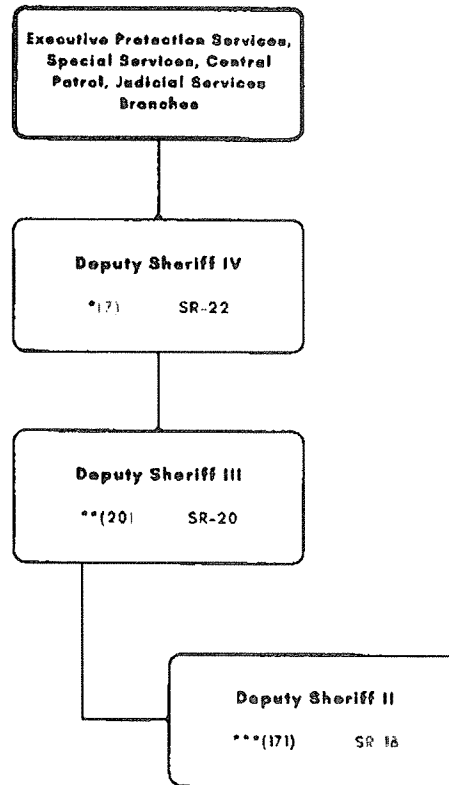 Executive Protection Services,
Special Services, Central
Patrol, Judicial Services
Branches
Deputy Sheriff IV
*(7) SR-22
Deputy Sheriff III
**(20) SR-20
Deputy Sheriff II
***(171) SR-18